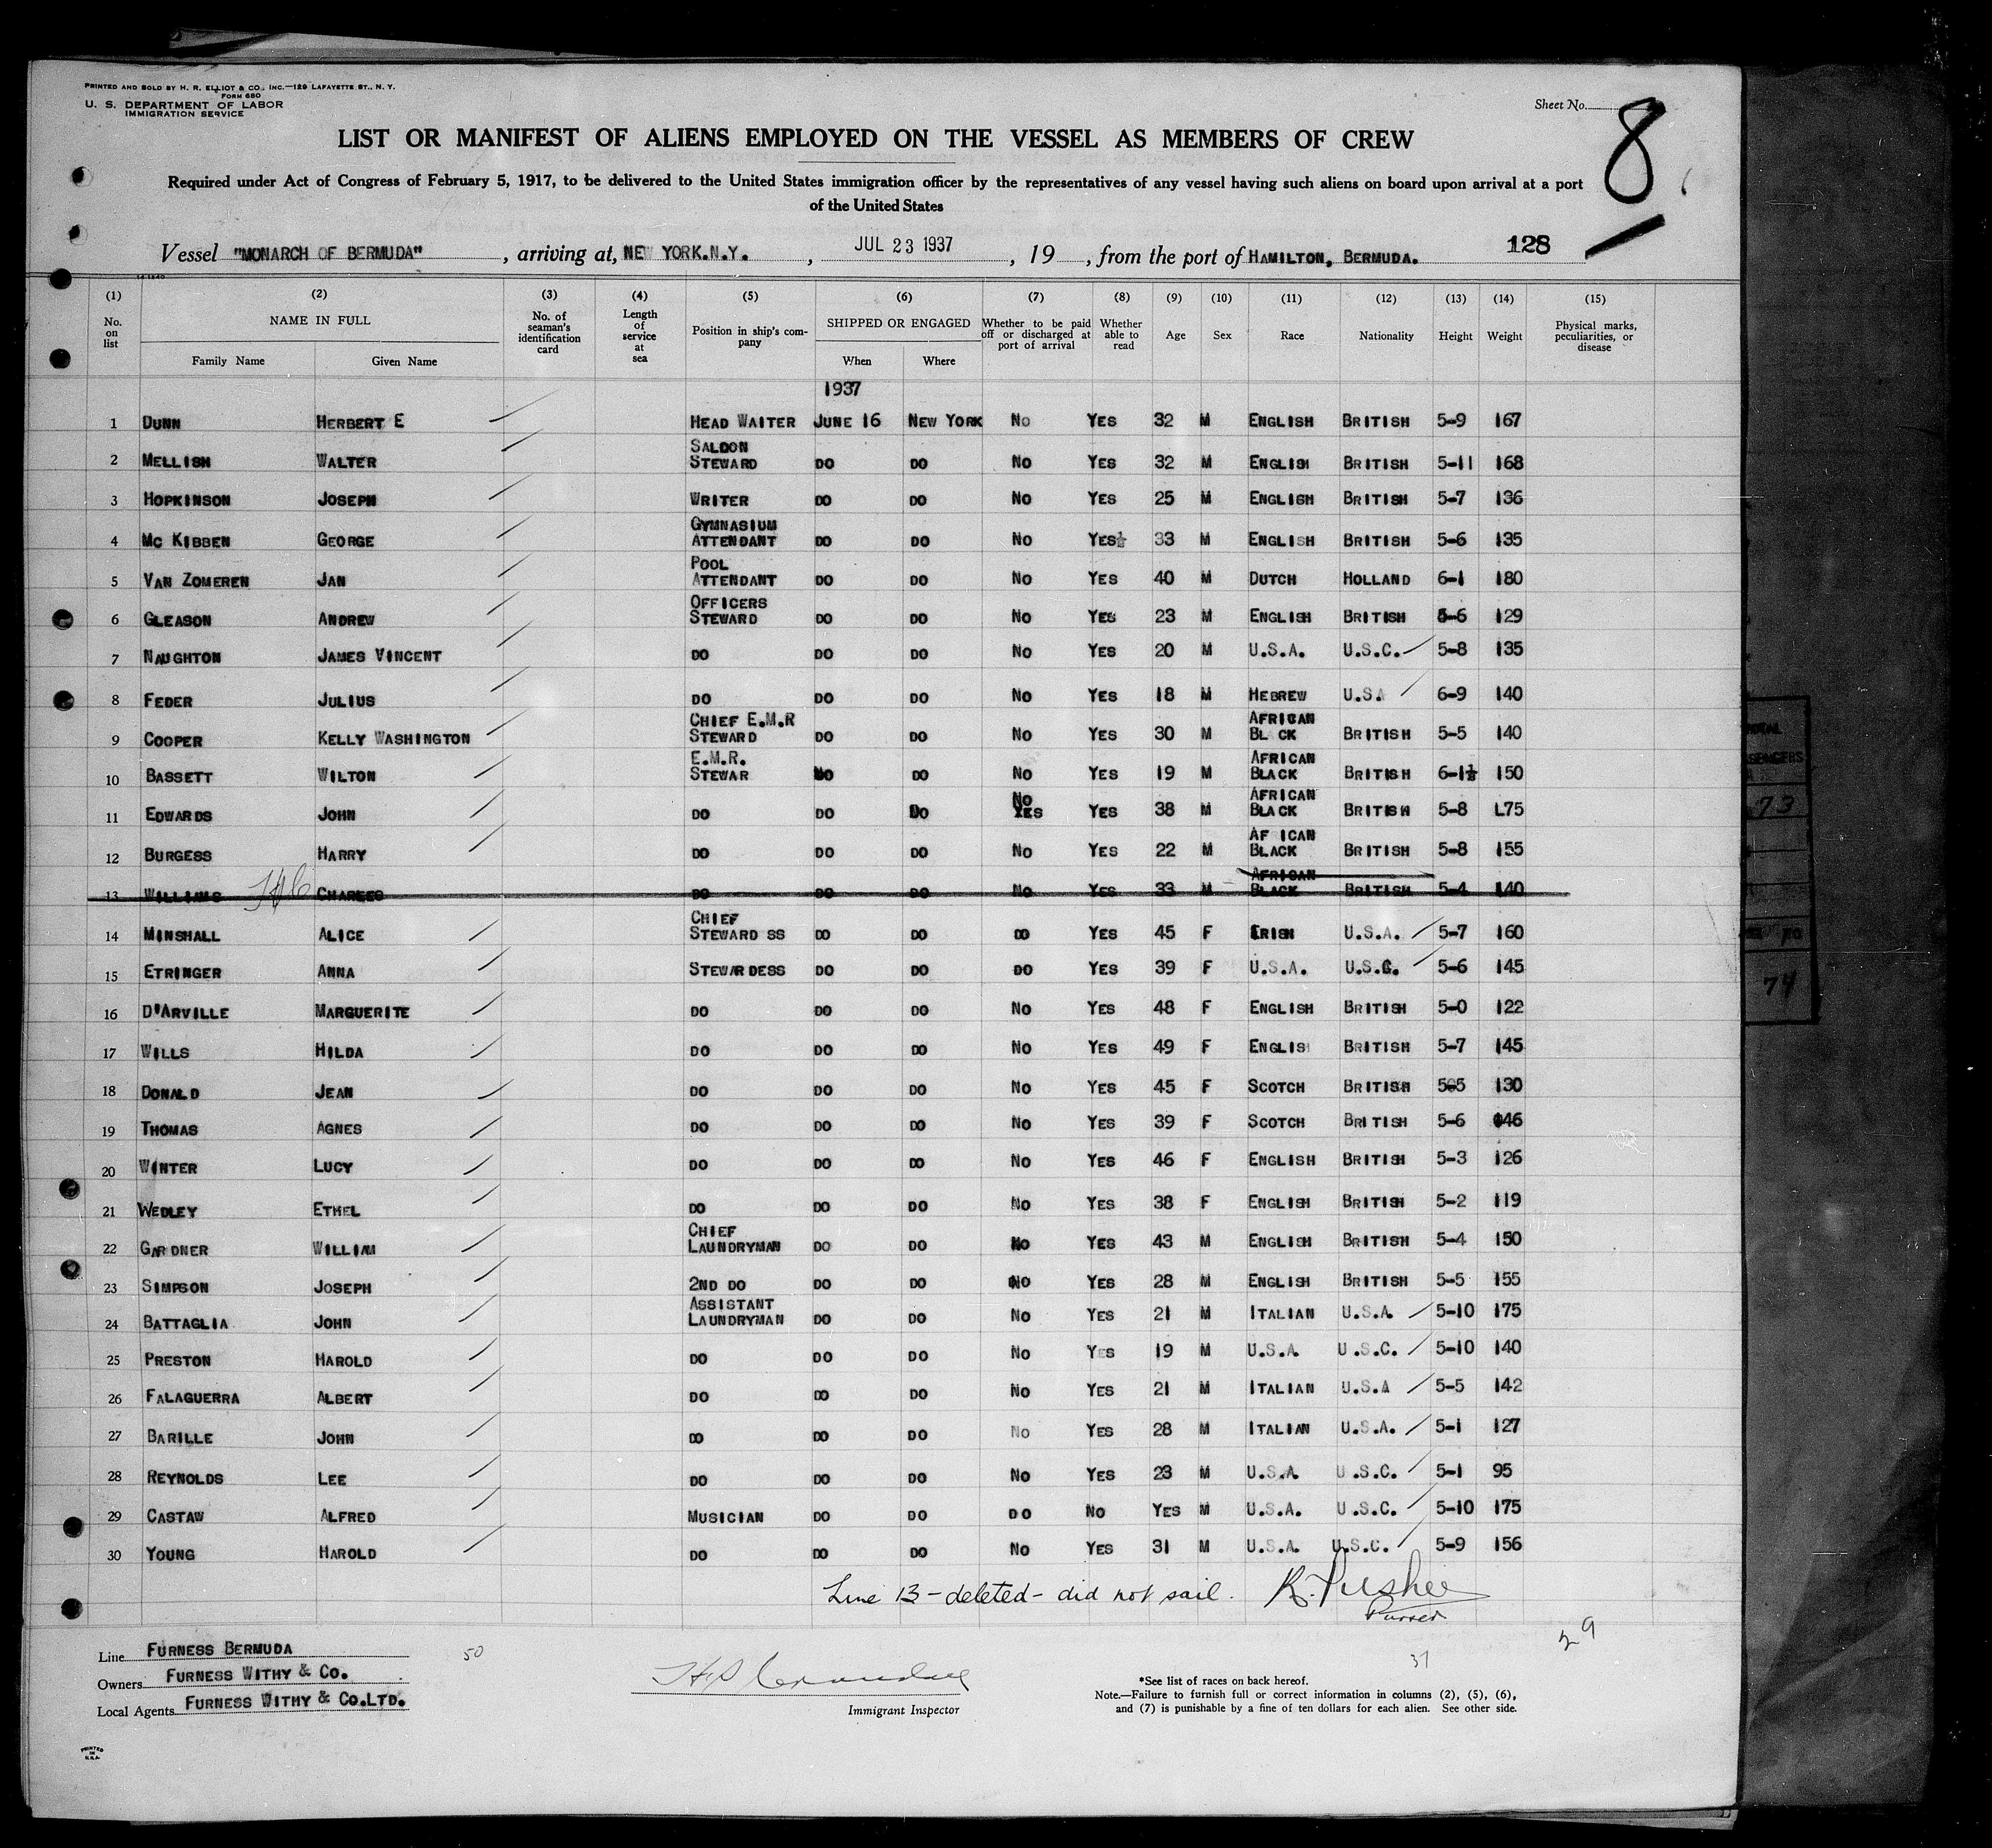 PRINTED AND SOLD BY H. R. ELLIOT & CO., INC.—129 LAFAYETTE ST., N. Y.
FORM 680
U. S. DEPARTMENT OF LABOR
IMMIGRATION SERVICE
Sheet No. 8
LIST OR MANIFEST OF ALIENS EMPLOYED ON THE VESSEL AS MEMBERS OF CREW
Required under Act of Congress of February 5, 1917, to be delivered to the United States immigration officer by the representatives of any vessel having such aliens on board upon arrival at a port
of the United States
Vessel "MONARCH OF BERMUDA", arriving at, NEW YORK.N.Y., JUL 23 1937, 19 , from the port of HAMILTON, BERMUDA. 128
(1) (2) (3) (4) (5) (6) (7) (8) (9) (10) (11) (12) (13) (14) (15)
No. on list NAME IN FULL Family Name Given Name No. of seaman's identification card Length of service at sea Position in ship's company SHIPPED OR ENGAGED When Where Whether to be paid off or discharged at port of arrival Whether able to read Age Sex Race Nationality Height Weight Physical marks, peculiarities, or disease
1937
1 DUNN HERBERT E HEAD WAITER JUNE 16 NEW YORK NO YES 32 M ENGLISH BRITISH 5-9 167
2 MELLISH WALTER SALOON STEWARD DO DO NO YES 32 M ENGLISH BRITISH 5-11 168
3 HOPKINSON JOSEPH WRITER DO DO NO YES 25 M ENGLISH BRITISH 5-7 136
4 MC KIBBEN GEORGE GYMNASIUM ATTENDANT DO DO NO YES½ 33 M ENGLISH BRITISH 5-6 135
5 VAN ZOMEREN JAN POOL ATTENDANT DO DO NO YES 40 M DUTCH HOLLAND 6-1 180
6 GLEASON ANDREW OFFICERS STEWARD DO DO NO YES 23 M ENGLISH BRITISH 5-6 129
7 NAUGHTON JAMES VINCENT DO DO DO NO YES 20 M U.S.A. U.S.C. 5-8 135
8 FEDER JULIUS DO DO DO NO YES 18 M HEBREW U.S.A 6-9 140
9 COOPER KELLY WASHINGTON CHIEF E.M.R STEWARD DO DO NO YES 30 M AFRICAN BL CK BRITISH 5-5 140
10 BASSETT WILTON E.M.R. STEWAR DO DO NO YES 19 M AFRICAN BLACK BRITISH 6-1½ 150
11 EDWARDS JOHN DO DO DO NO YES YES 38 M AFRICAN BLACK BRITISH 5-8 L75
12 BURGESS HARRY DO DO DO NO YES 22 M AF ICAN BLACK BRITISH 5-8 155
13 WILLIAMS CHARLES DO DO DO NO YES 33 M AFRICAN BLACK BRITISH 5-4 140
14 MINSHALL ALICE CHIEF STEWARD SS DO DO DO YES 45 F IRISH U.S.A. 5-7 160
15 ETRINGER ANNA STEWARDESS DO DO DO YES 39 F U.S.A. U.S.C. 5-6 145
16 D'ARVILLE MARGUERITE DO DO DO NO YES 48 F ENGLISH BRITISH 5-0 122
17 WILLS HILDA DO DO DO NO YES 49 F ENGLISH BRITISH 5-7 145
18 DONALD JEAN DO DO DO NO YES 45 F SCOTCH BRITISH 5-5 130
19 THOMAS AGNES DO DO DO NO YES 39 F SCOTCH BRITISH 5-6 146
20 WINTER LUCY DO DO DO NO YES 46 F ENGLISH BRITISH 5-3 126
21 WEDLEY ETHEL DO DO DO NO YES 38 F ENGLISH BRITISH 5-2 119
22 GARDNER WILLIAM CHIEF LAUNDRYMAN DO DO NO YES 43 M ENGLISH BRITISH 5-4 150
23 SIMPSON JOSEPH 2ND DO DO DO NO YES 28 M ENGLISH BRITISH 5-5 155
24 BATTAGLIA JOHN ASSISTANT LAUNDRYMAN DO DO NO YES 21 M ITALIAN U.S.A 5-10 175
25 PRESTON HAROLD DO DO DO NO YES 19 M U.S.A. U.S.C. 5-10 140
26 FALAGUERRA ALBERT DO DO DO NO YES 21 M ITALIAN U.S.A 5-5 142
27 BARILLE JOHN DO DO DO NO YES 28 M ITALIAN U.S.A. 5-1 127
28 REYNOLDS LEE DO DO DO NO YES 23 M U.S.A. U.S.C. 5-1 95
29 CASTAW ALFRED MUSICIAN DO DO DO NO YES M U.S.A. U.S.C. 5-10 175
30 YOUNG HAROLD DO DO DO NO YES 31 M U.S.A. U.S.C. 5-9 156
Line 13 - deleted - did not sail.
Purser
29
Line FURNESS BERMUDA
50
37
Owners FURNESS WITHY & CO.
Local Agents FURNESS WITHY & CO.LTD.
Immigrant Inspector
*See list of races on back hereof.
Note.—Failure to furnish full or correct information in columns (2), (5), (6),
and (7) is punishable by a fine of ten dollars for each alien. See other side.
PRINTED IN U.S.A.
73
74